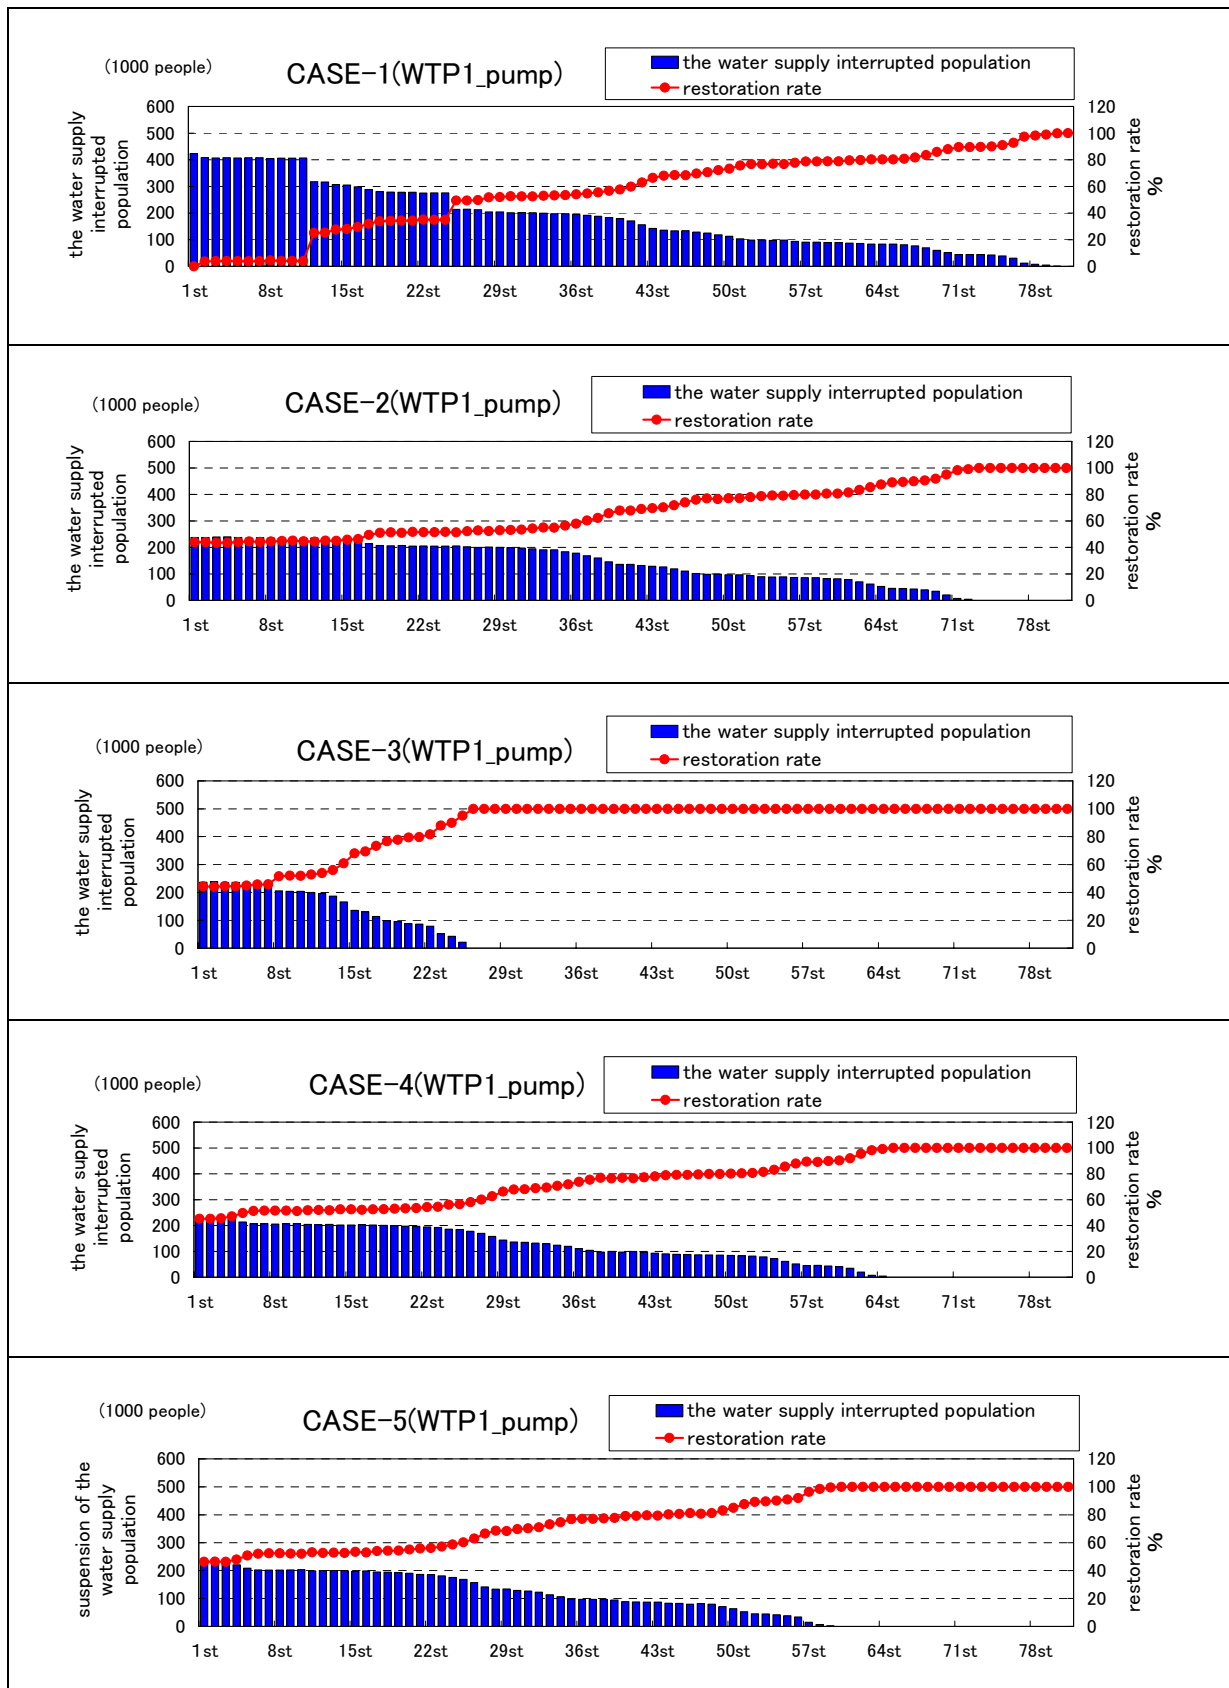 (1000 people)
CASE-1(WTP1_pump)
the water supply interrupted population
restoration rate
the water supply
interrupted
population
600
500
400
300
200
100
0
120
100
80
60
40
20
0
restoration rate
%
1st 8st 15st 22st 29st 36st 43st 50st 57st 64st 71st 78st
(1000 people)
CASE-2(WTP1_pump)
the water supply interrupted population
restoration rate
the water supply
interrupted
population
600
500
400
300
200
100
0
120
100
80
60
40
20
0
restoration rate
%
1st 8st 15st 22st 29st 36st 43st 50st 57st 64st 71st 78st
(1000 people)
CASE-3(WTP1_pump)
the water supply interrupted population
restoration rate
the water supply
interrupted
population
600
500
400
300
200
100
0
120
100
80
60
40
20
0
restoration rate
%
1st 8st 15st 22st 29st 36st 43st 50st 57st 64st 71st 78st
(1000 people)
CASE-4(WTP1_pump)
the water supply interrupted population
restoration rate
the water supply
interrupted
population
600
500
400
300
200
100
0
120
100
80
60
40
20
0
restoration rate
%
1st 8st 15st 22st 29st 36st 43st 50st 57st 64st 71st 78st
(1000 people)
CASE-5(WTP1_pump)
the water supply interrupted population
restoration rate
suspension of the
water supply
population
600
500
400
300
200
100
0
120
100
80
60
40
20
0
restoration rate
%
1st 8st 15st 22st 29st 36st 43st 50st 57st 64st 71st 78st